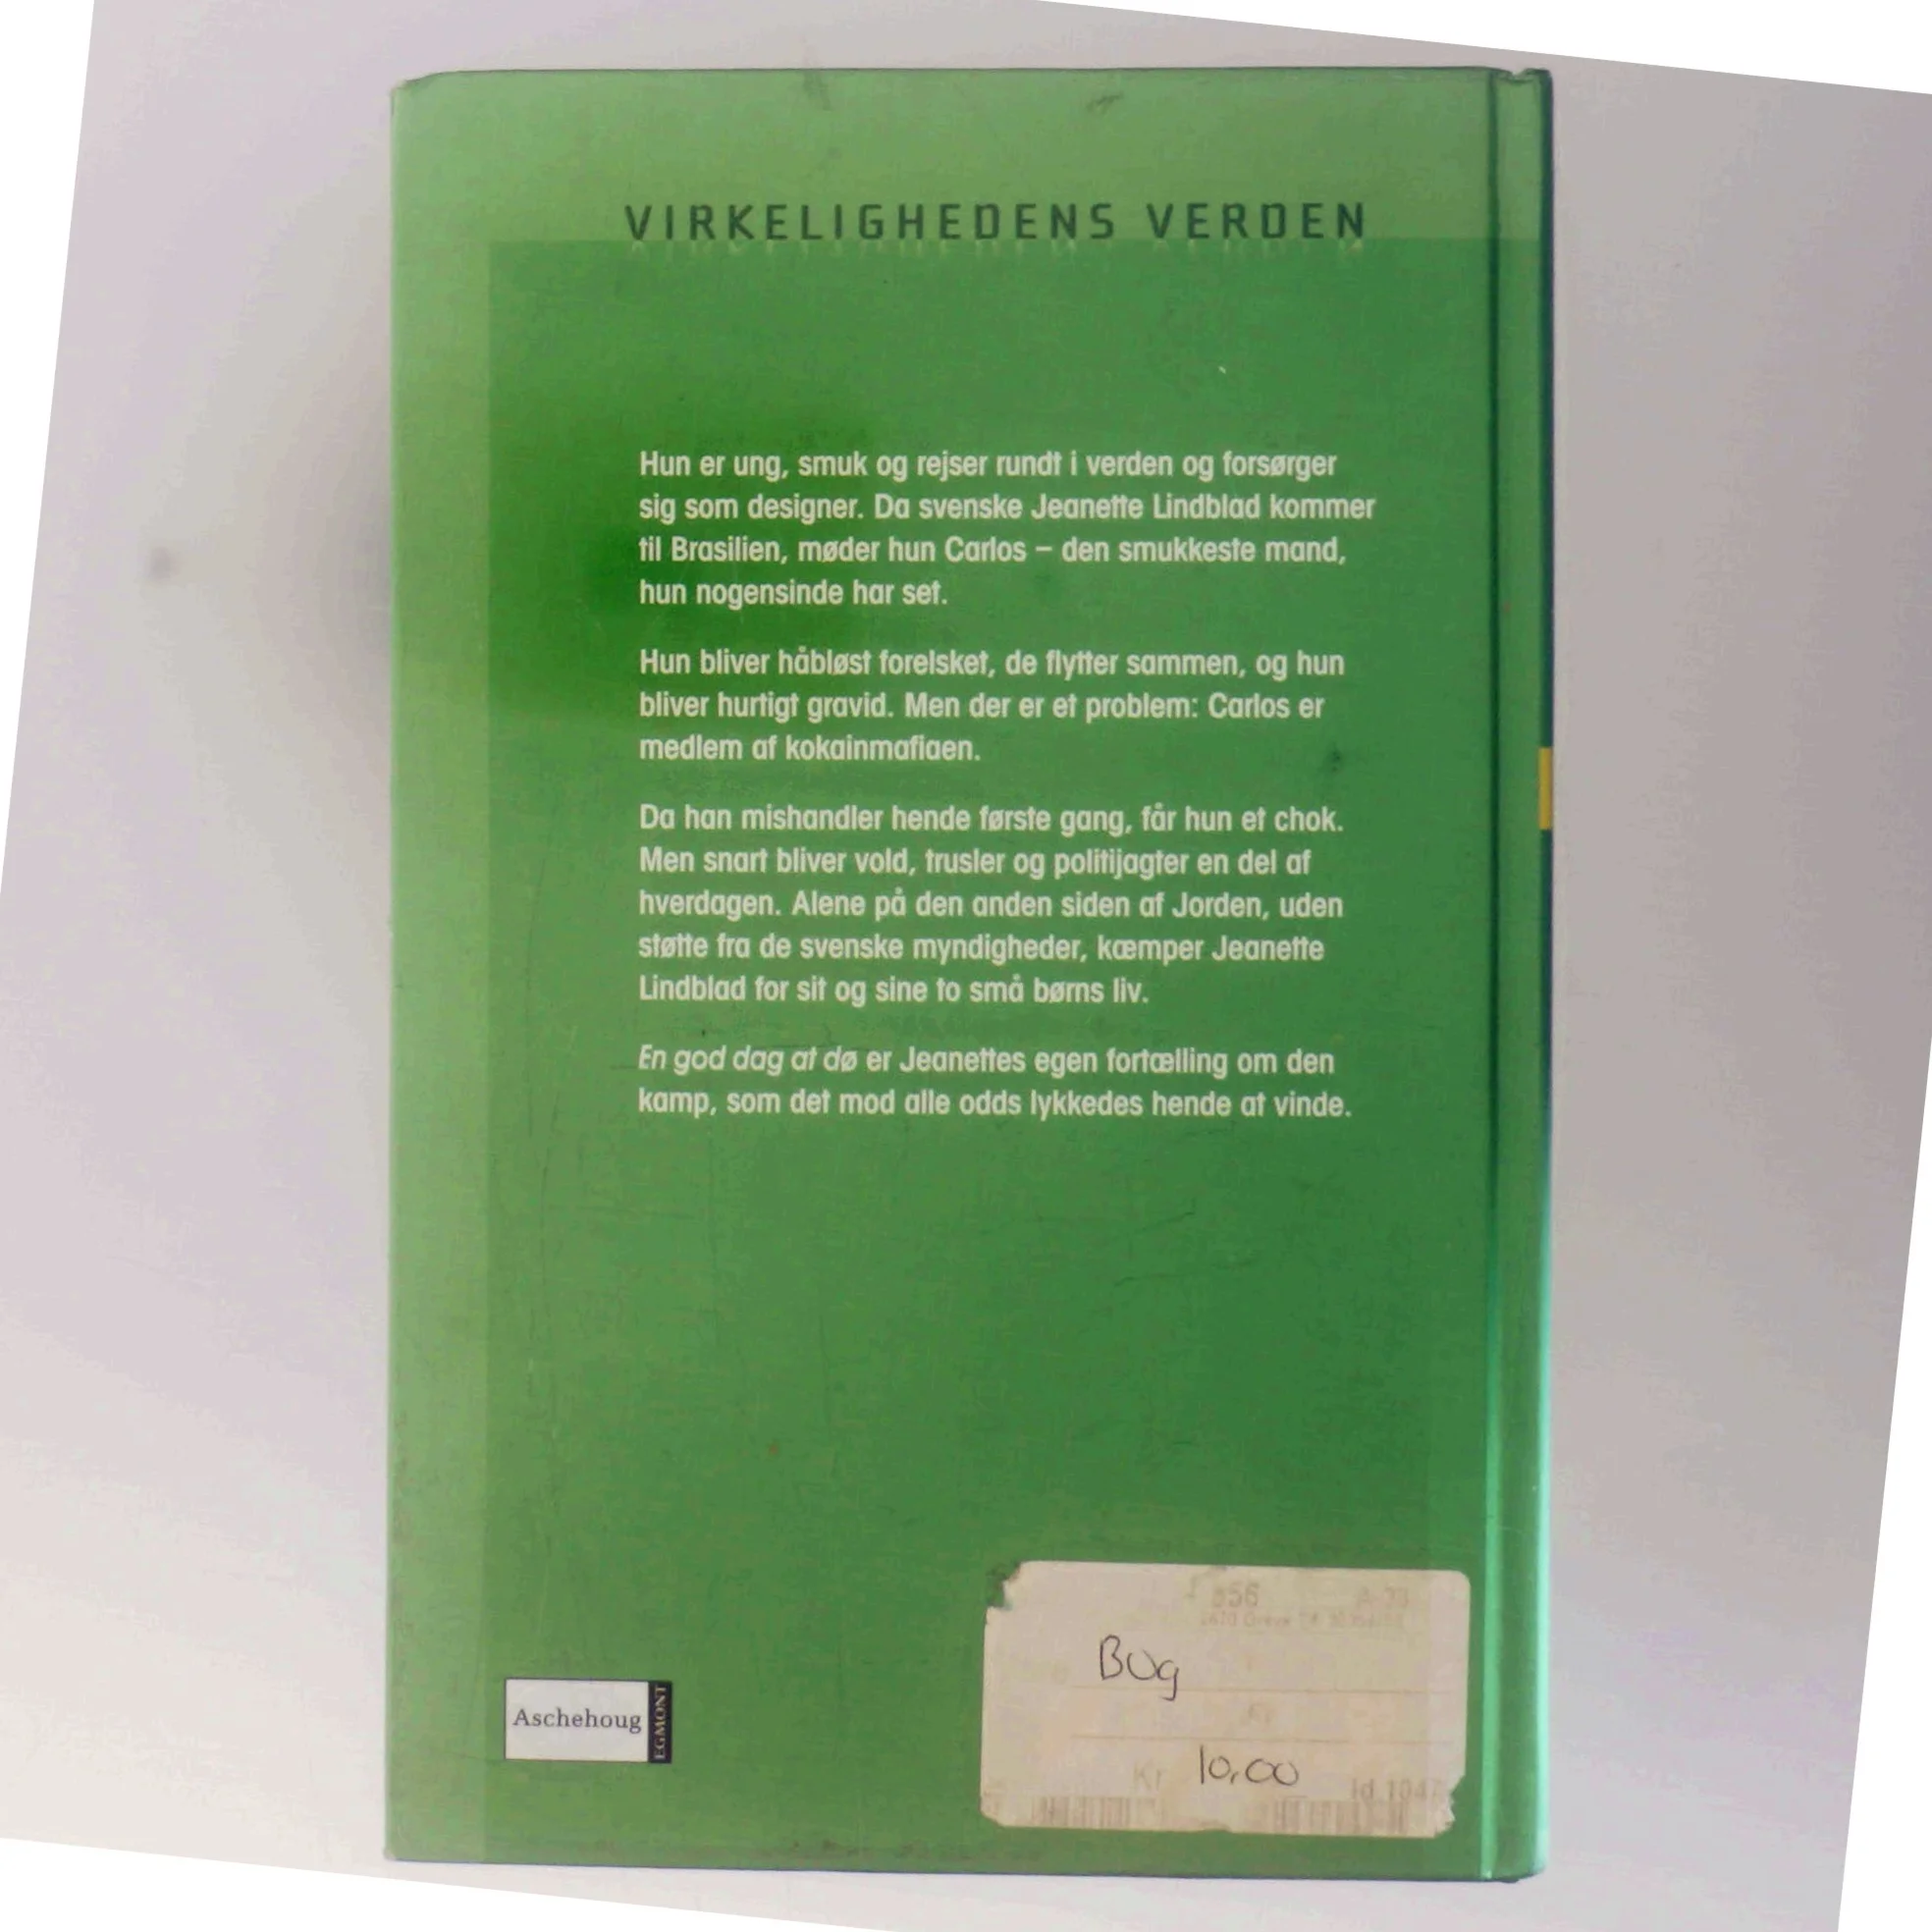 VIRKELIGHEDENS VERDEN
Hun er ung, smuk og rejser rundt i verden og forsørger
sig som designer. Da svenske Jeanette Lindblad kommer
til Brasilien, møder hun Carlos – den smukkeste mand,
hun nogensinde har set.
Hun bliver håbløst forelsket, de flytter sammen, og hun
bliver hurtigt gravid. Men der er et problem: Carlos er
medlem af kokainmafiaen.
Da han mishandler hende første gang, får hun et chok.
Men snart bliver vold, trusler og politijagter en del af
hverdagen. Alene på den anden siden af Jorden, uden
støtte fra de svenske myndigheder, kæmper Jeanette
Lindblad for sit og sine to små børns liv.
En god dag at dø er Jeanettes egen fortælling om den
kamp, som det mod alle odds lykkedes hende at vinde.
Bog
Kr 10,00
Aschehoug
EGMONT